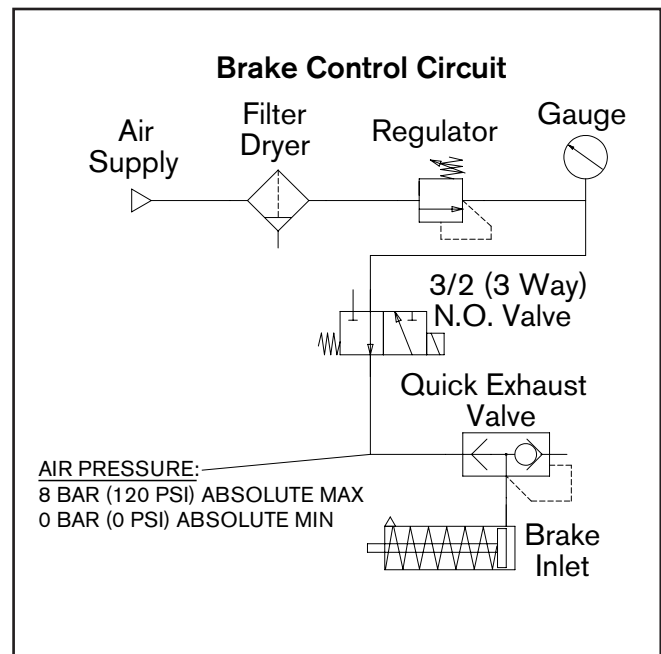 Brake Control Circuit
Air
Supply
Filter
Dryer
Regulator
Gauge
3/2 (3 Way)
N.O. Valve
Quick Exhaust
Valve
AIR PRESSURE:
8 BAR (120 PSI) ABSOLUTE MAX
0 BAR (0 PSI) ABSOLUTE MIN
Brake
Inlet